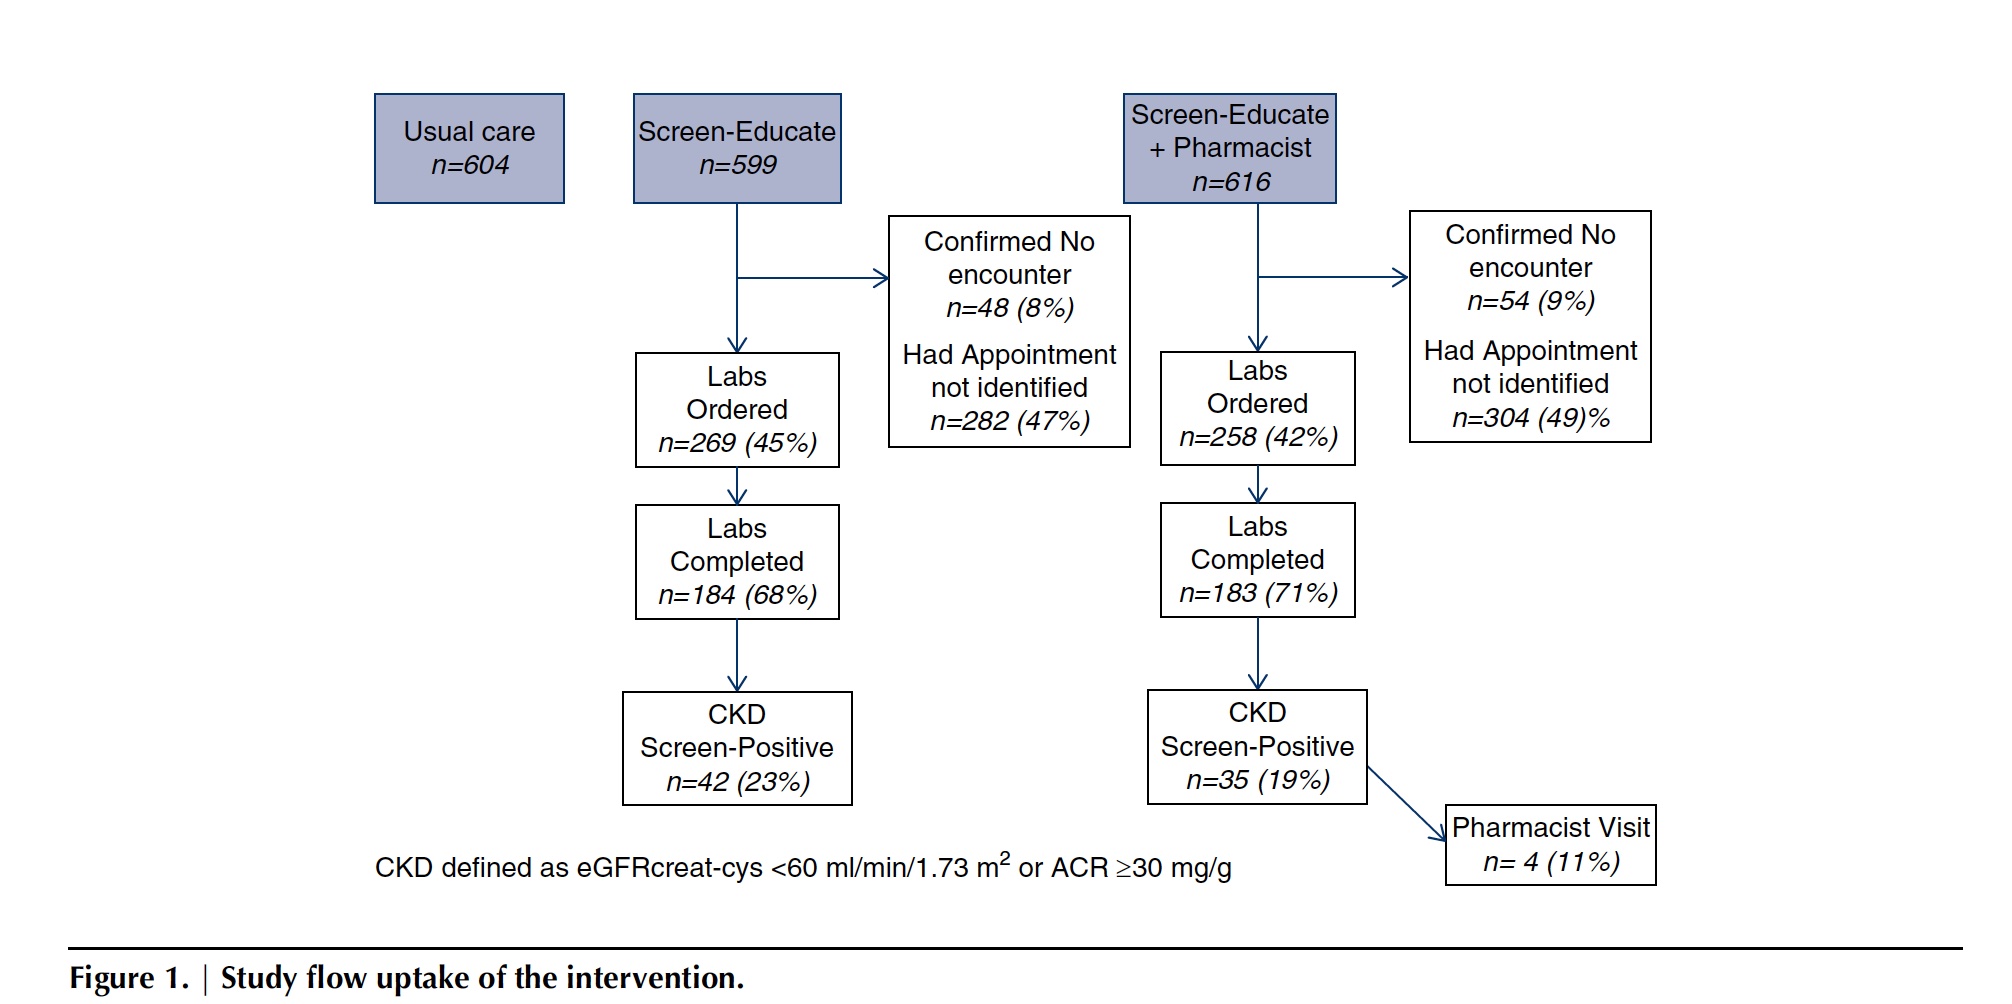 Usual care
n=604
Screen-Educate
n=599
Screen-Educate
+ Pharmacist
n=616
Confirmed No
encounter
n=48 (8%)
Had Appointment
not identified
n=282 (47%)
Confirmed No
encounter
n=54 (9%)
Had Appointment
not identified
n=304 (49)%
Labs
Ordered
n=269 (45%)
Labs
Ordered
n=258 (42%)
Labs
Completed
n=184 (68%)
Labs
Completed
n=183 (71%)
CKD
Screen-Positive
n=42 (23%)
CKD
Screen-Positive
n=35 (19%)
Pharmacist Visit
n= 4 (11%)
CKD defined as eGFRcreat-cys <60 ml/min/1.73 m² or ACR ≥30 mg/g
Figure 1. | Study flow uptake of the intervention.